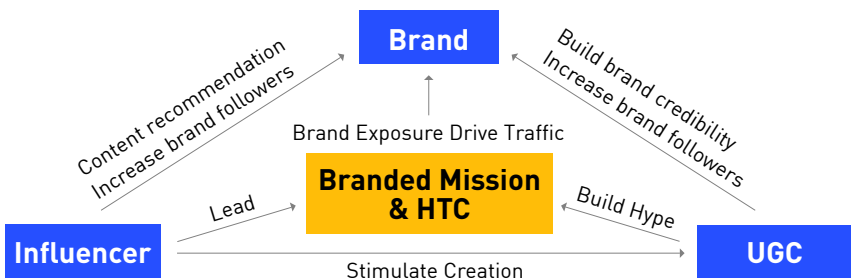 Brand
Content recommendation
Increase brand followers
Build brand credibility
Increase brand followers
Brand Exposure Drive Traffic
Branded Mission
& HTC
Lead
Build Hype
Influencer
UGC
Stimulate Creation